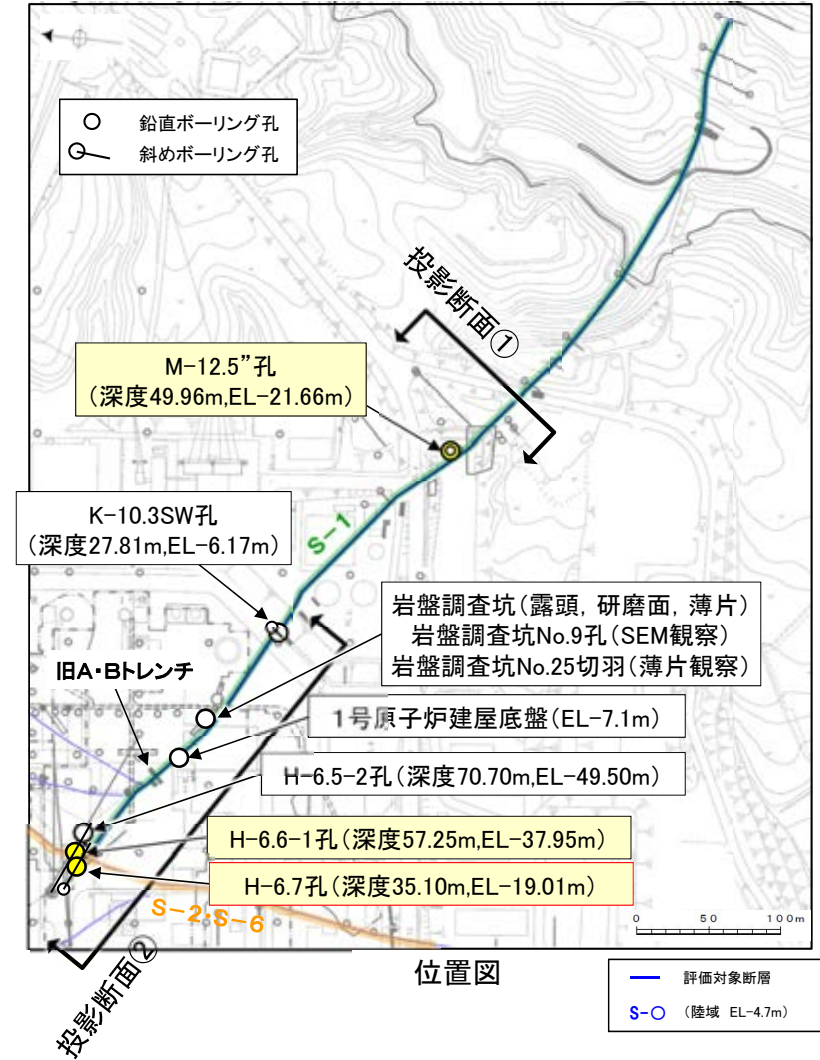 鉛直ボーリング孔
斜めボーリング孔
投影断面①
M-12.5”孔
(深度49.96m,EL-21.66m)
K-10.3SW孔
(深度27.81m,EL-6.17m)
S-1
岩盤調査坑(露頭, 研磨面, 薄片)
岩盤調査坑No.9孔(SEM観察)
岩盤調査坑No.25切羽(薄片観察)
旧A・Bトレンチ
1号原子炉建屋底盤(EL-7.1m)
H-6.5-2孔(深度70.70m,EL-49.50m)
H-6.6-1孔(深度57.25m,EL-37.95m)
H-6.7孔(深度35.10m,EL-19.01m)
S-2・S-6
0 50 100m
投影断面②
位置図
評価対象断層
S-○ (陸域 EL-4.7m)